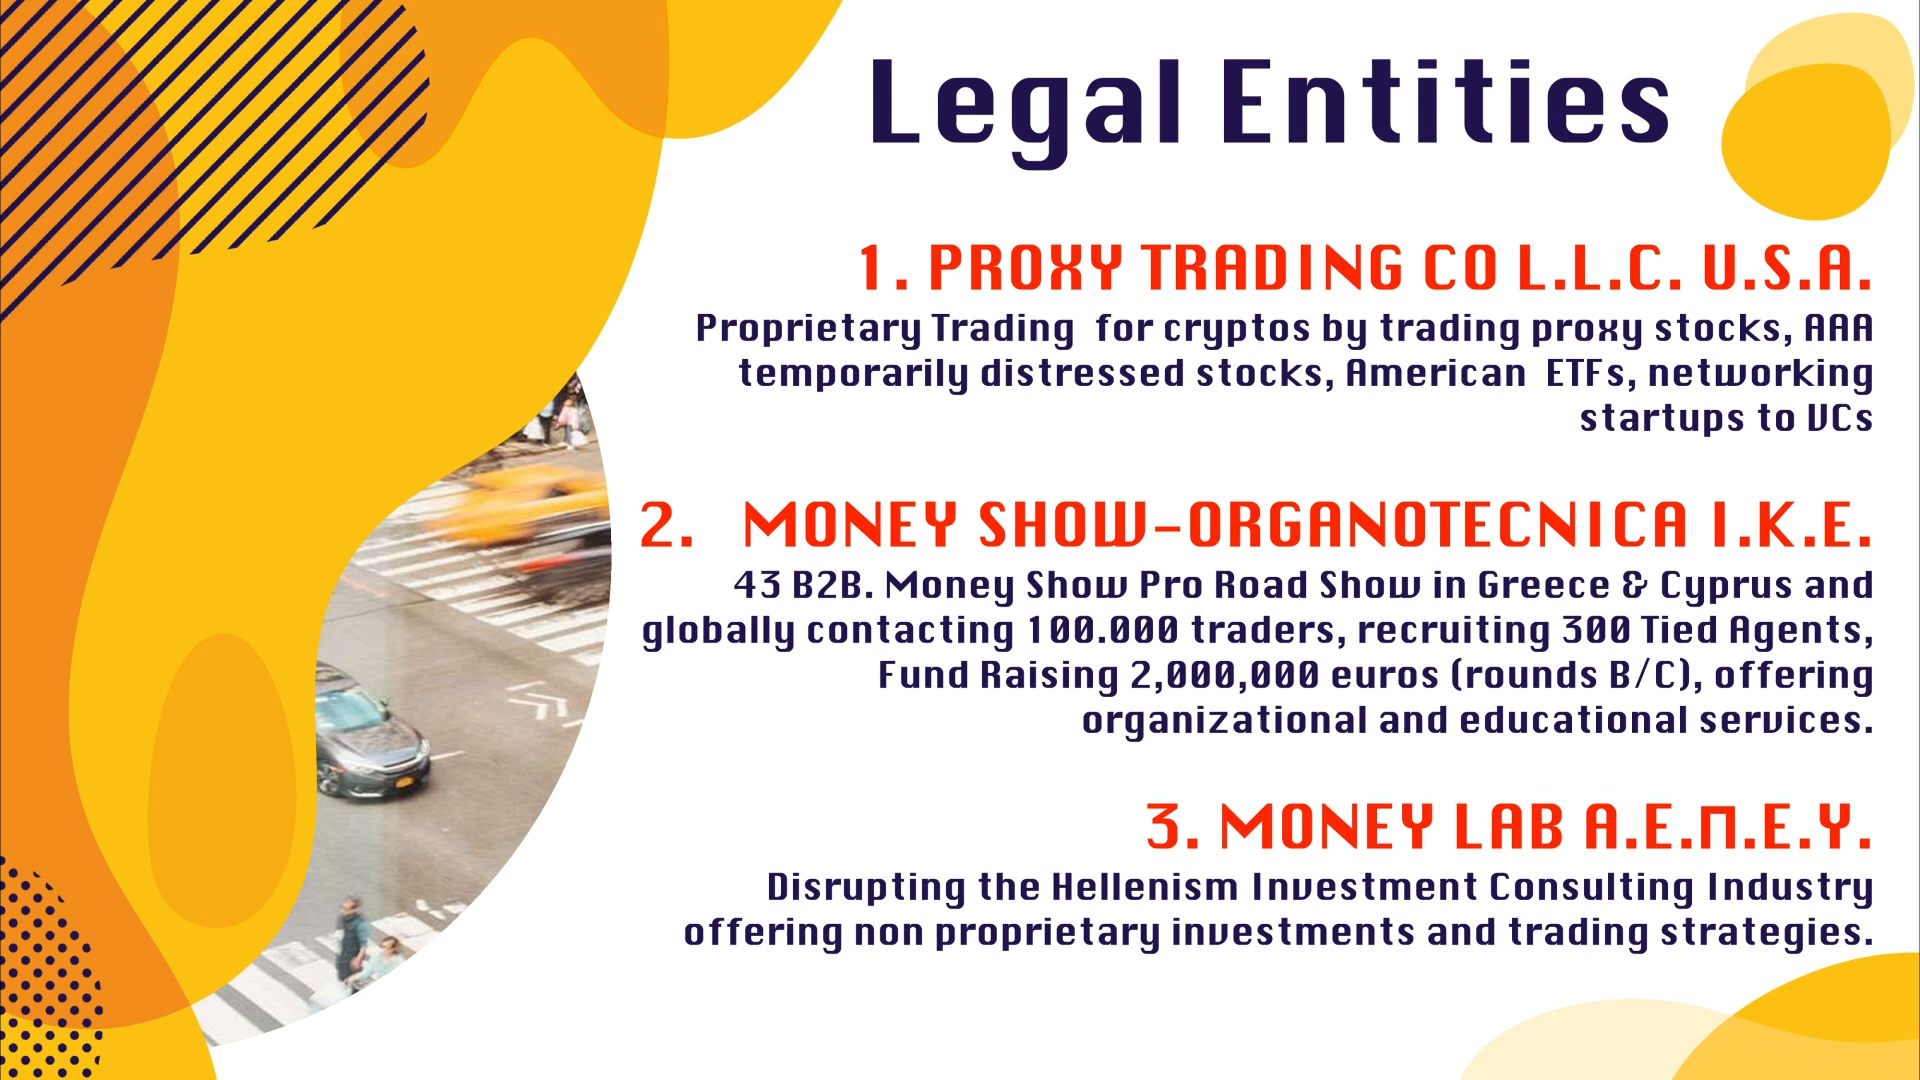 Legal Entities
1. PROXY TRADING CO L.L.C. U.S.A.
Proprietary Trading for cryptos by trading proxy stocks, AAA
temporarily distressed stocks, American ETFs, networking
startups to VCs
2. MONEY SHOW-ORGANOTECNICA I.K.E.
43 B2B. Money Show Pro Road Show in Greece & Cyprus and
globally contacting 100.000 traders, recruiting 300 Tied Agents,
Fund Raising 2,000,000 euros (rounds B/C), offering
organizational and educational services.
3. MONEY LAB Α.Ε.Π.Ε.Υ.
Disrupting the Hellenism Investment Consulting Industry
offering non proprietary investments and trading strategies.